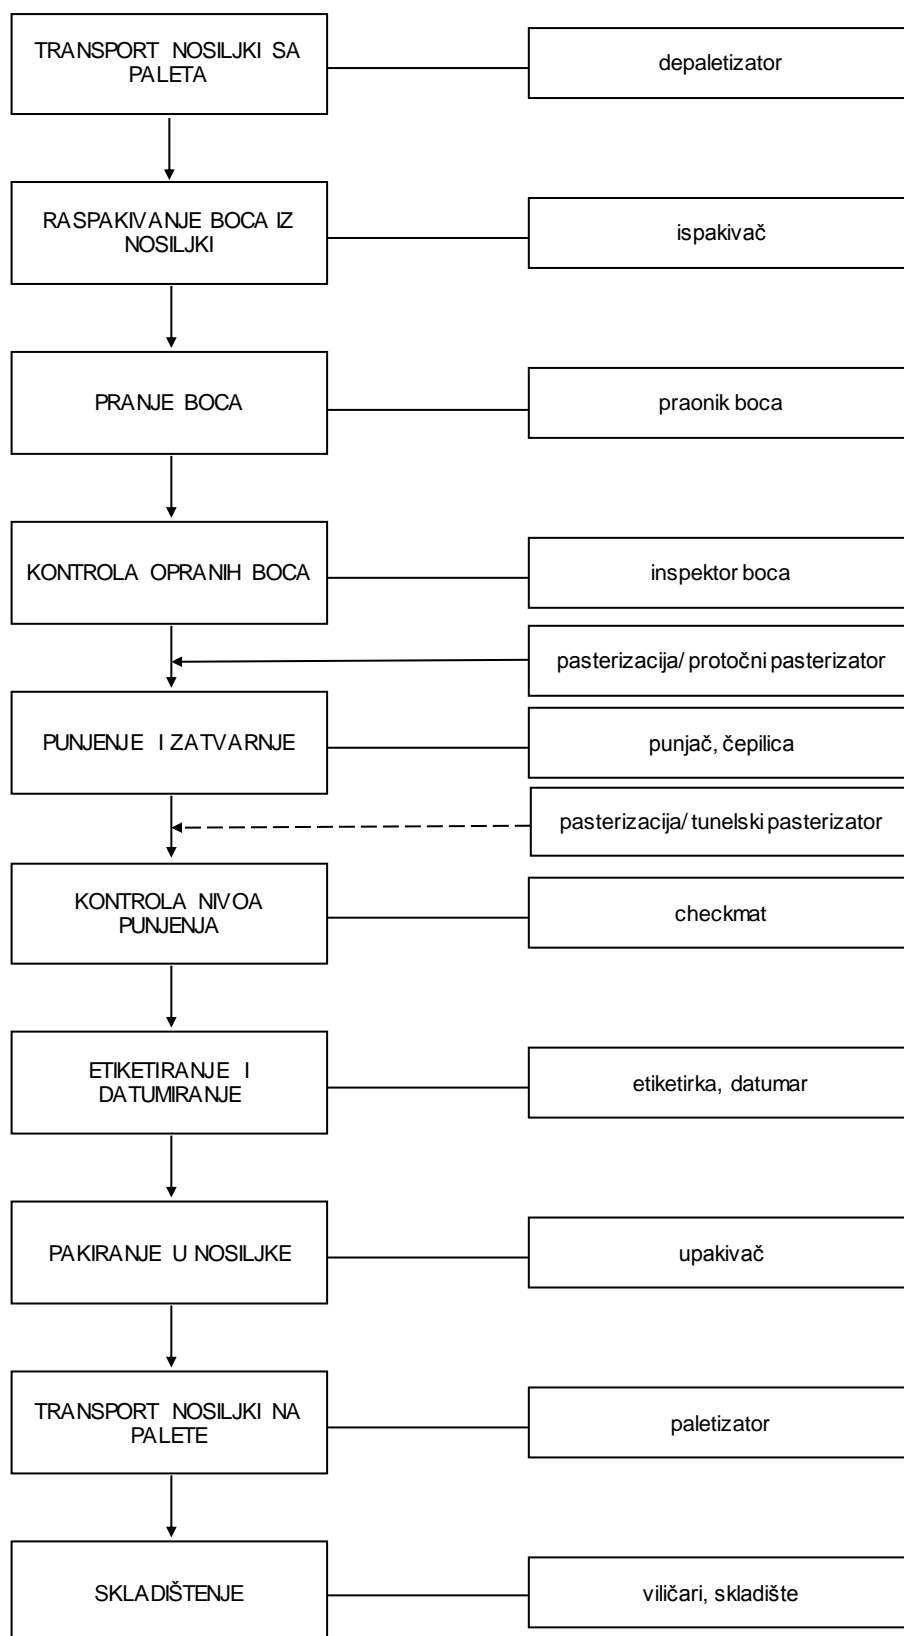 TRANSPORT NOSILJKI SA
PALETA
depaletizator
RASPAKIVANJE BOCA IZ
NOSILJKI
ispakivač
PRANJE BOCA
praonik boca
KONTROLA OPRANIH BOCA
inspektor boca
pasterizacija/ protočni pasterizator
PUNJENJE I ZATVARNJE
punjač, čepilica
pasterizacija/ tunelski pasterizator
KONTROLA NIVOA
PUNJENJA
checkmat
ETIKETIRANJE I
DATUMIRANJE
etiketirka, datumar
PAKIRANJE U NOSILJKE
upakivač
TRANSPORT NOSILJKI NA
PALETE
paletizator
SKLADIŠTENJE
viličari, skladište